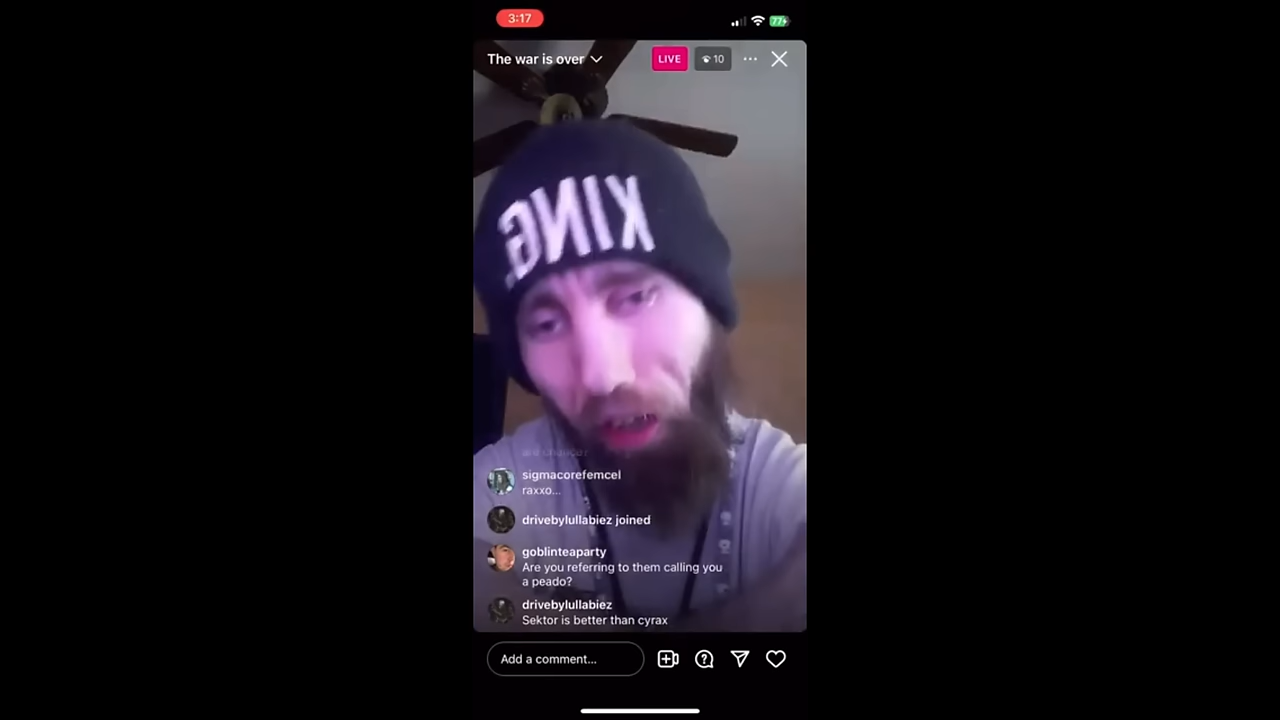 3:17
77
The war is over
LIVE
10
KING.
sigmacorefemcel
raxxo...
drivebylullabiez joined
goblinteaparty
Are you referring to them calling you
a peado?
drivebylullabiez
Sektor is better than cyrax
Add a comment...